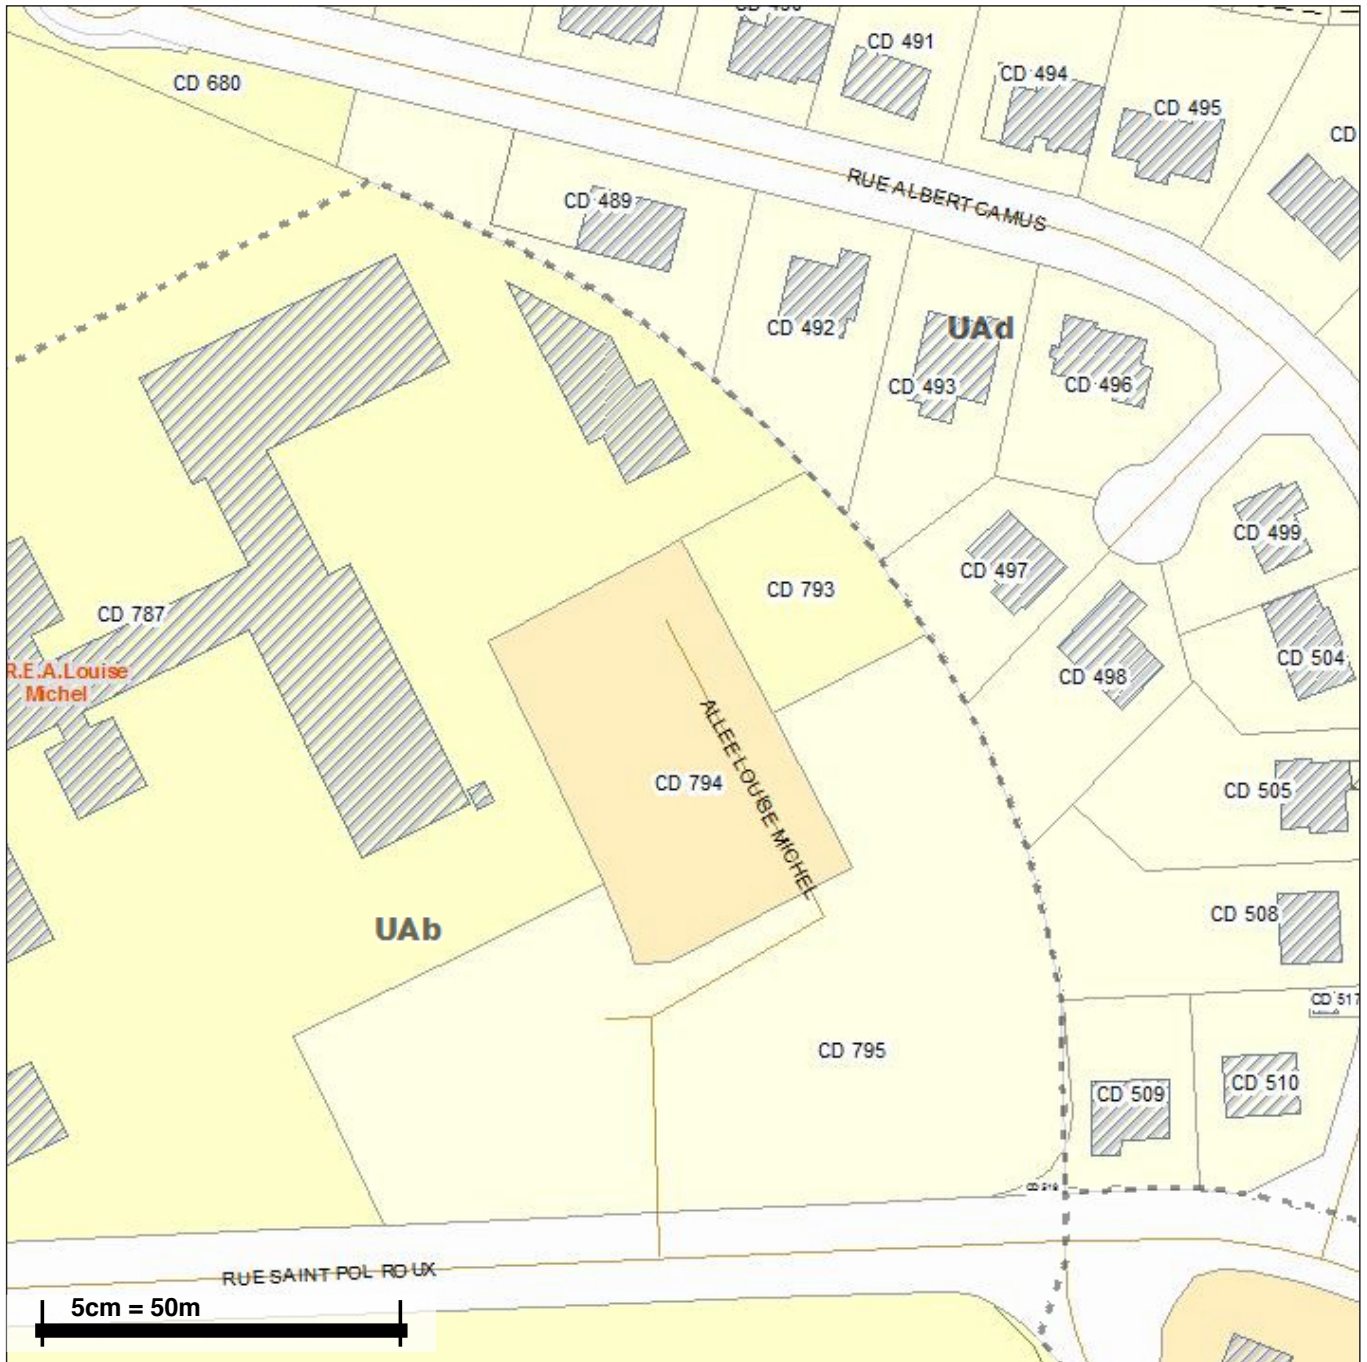 CD 491
CD 494
CD 680
CD 495
CD
RUE ALBERT CAMUS
CD 489
CD 492
UAd
CD 493
CD 496
CD 499
CD 497
CD 793
CD 787
CD 504
R.E.A.Louise
Michel
CD 498
ALLEE LOUISE MICHEL
CD 794
CD 505
CD 508
UAb
CD 517
CD 795
CD 510
CD 509
RUE SAINT POL ROUX
5cm = 50m